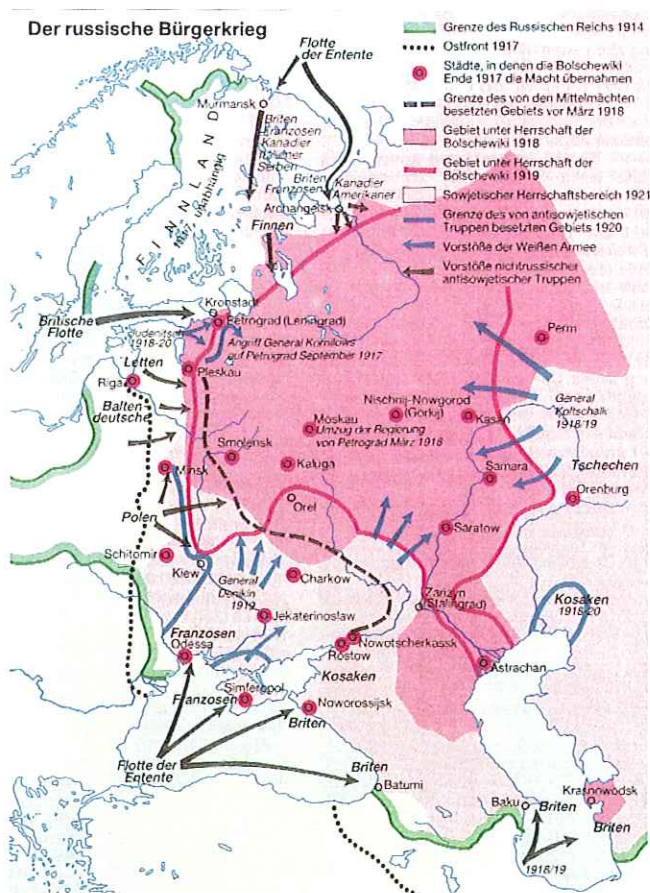 Der russische Bürgerkrieg
Grenze des Russischen Reichs 1914
Ostfront 1917
Städte, in denen die Bolschewiki
Ende 1917 die Macht übernahmen
Grenze des von den Mittelmächten
besetzten Gebiets vor März 1918
Gebiet unter Herrschaft der
Bolschewiki 1918
Gebiet unter Herrschaft der
Bolschewiki 1919
Sowjetischer Herrschaftsbereich 1921
Grenze des von antisowjetischen
Truppen besetzten Gebiets 1920
Vorstöße der Weißen Armee
Vorstöße nichtrussischer
antisowjetischer Truppen
Flotte
der Entente
Murmansk
Briten
Franzosen
Kanadier
Italiener
Serben
FINNLAND
1917, unabhängig
Briten
Franzosen
Kanadier
Amerikaner
Archangelsk
Finnen
Kronstadt
Britische
Flotte
Petrograd (Leningrad)
Judenitsch
1918-20
Angriff General Kornilows
auf Petrograd September 1917
Perm
Letten
Pleskau
Riga
Balten-
deutsche
Nischnij-Nowgorod
(Gorkij)
Kasan
General
Koltschalk
1918/19
Moskau
Umzug der Regierung
von Petrograd März 1918
Smolensk
Minsk
Kaluga
Samara
Tschechen
Orenburg
Orel
Polen
Saratow
Schitomir
Kiew
General
Denikin
1919
Charkow
Zarizyn
(Stalingrad)
Kosaken
1918/20
Jekaterinoslaw
Franzosen
Odessa
Nowotscherkassk
Rostow
Astrachan
Simferopol
Franzosen
Kosaken
Noworossijsk
Briten
Flotte der
Entente
Briten
Batumi
Krasnowodsk
Baku
Briten
Briten
1918/19